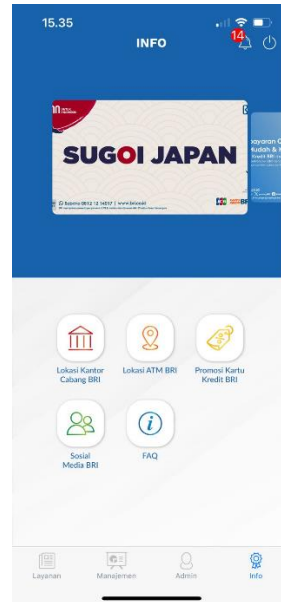 15.35
INFO
14
SUGOI JAPAN
Lokasi Kantor
Cabang BRI
Lokasi ATM BRI
Promosi Kartu
Kredit BRI
Sosial
Media BRI
FAQ
Layanan
Manajemen
Admin
Info